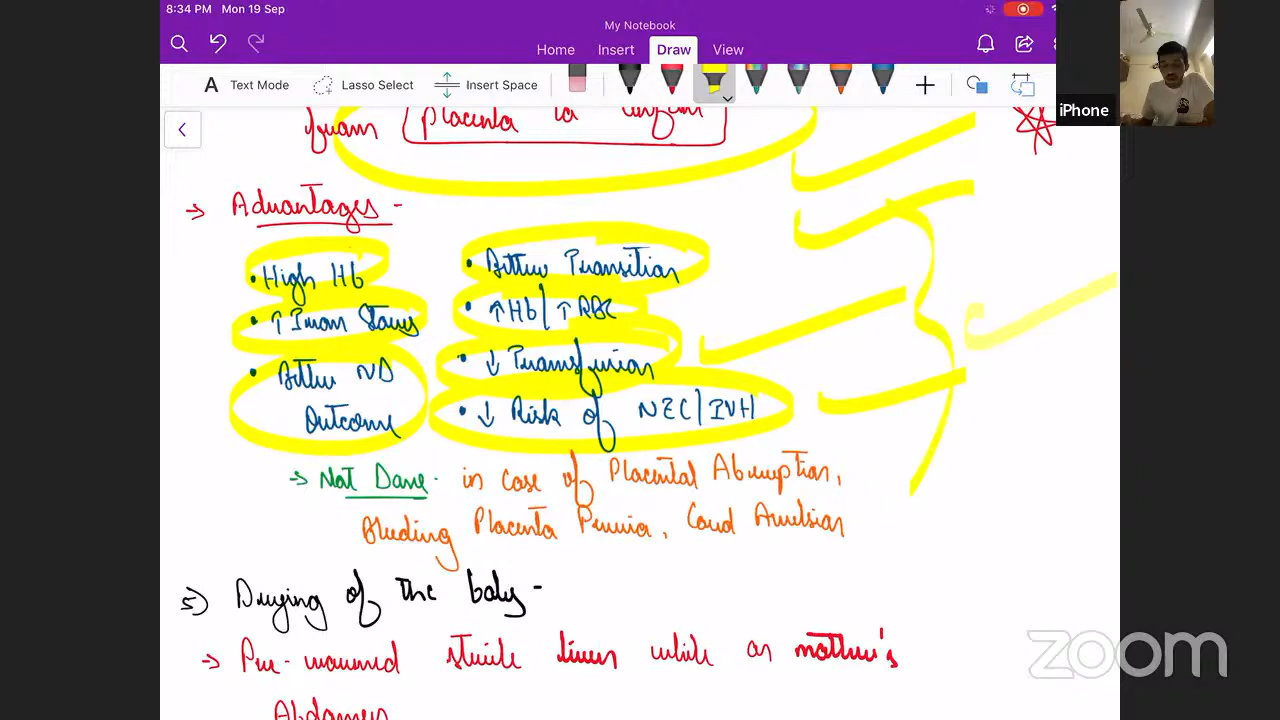 8:34 PM Mon 19 Sep
My Notebook
Home Insert Draw View
Text Mode Lasso Select Insert Space
iPhone
from Placenta to infant
→ Advantages -
• High Hb
• ↑ Iron Status
• Better ND
Outcome
• Better Transition
• ↑Hb/↑RBC
• ↓ Transfusion
• ↓ Risk of NEC/IVH
→ Not Done - in case of Placental Abruption,
Bleeding Placenta Previa, Cord Avulsion
5) Drying of the body -
→ Pre-warmed sterile linen while on mother's
Abdomen
zoom